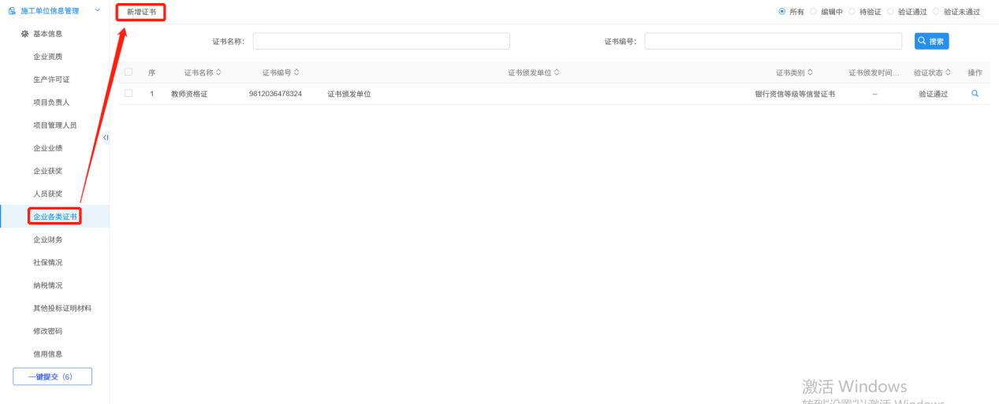 施工单位信息管理
新增证书
所有 编辑中 待验证 验证通过 验证未通过
基本信息
证书名称:
证书编号:
搜索
企业资质
生产许可证
项目负责人
项目管理人员
企业业绩
企业获奖
人员获奖
企业各类证书
企业财务
社保情况
纳税情况
其他投标证明材料
修改密码
信用信息
一键提交（6）
序 证书名称 证书编号 证书颁发单位 证书类别 证书颁发时间... 验证状态 操作
1 教师资格证 9812036478324 证书颁发单位 银行资信等级等信誉证书 -- 验证通过
激活 Windows
转到"设置"以激活 Windows